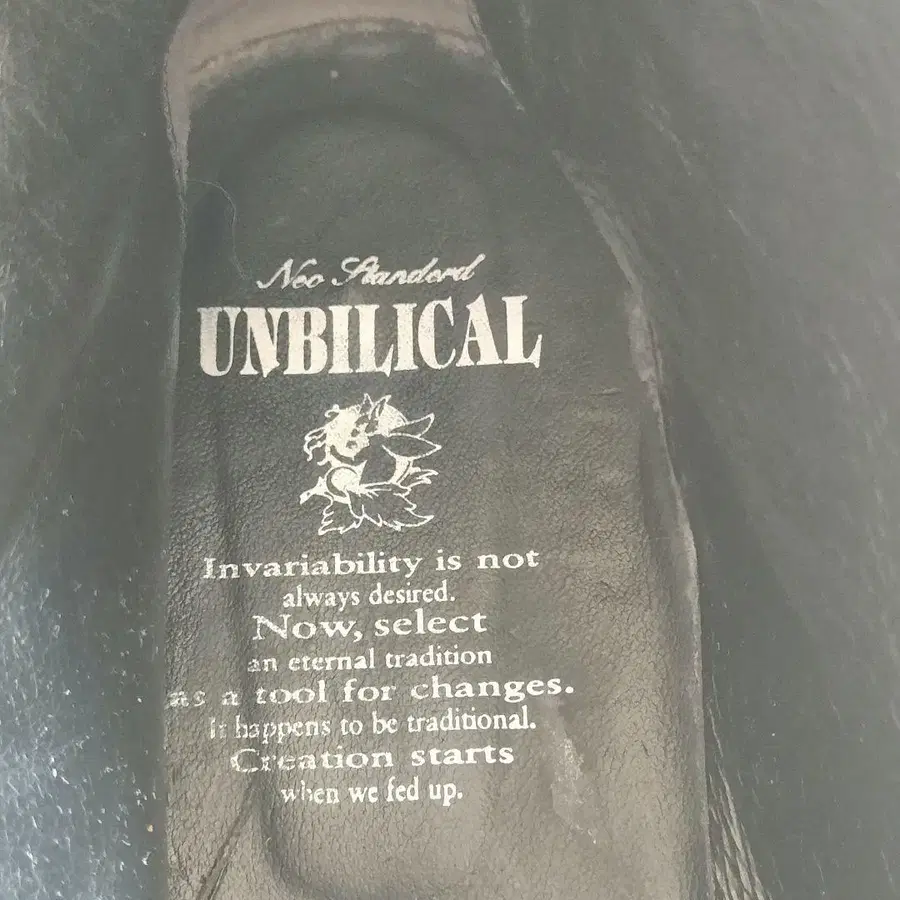 Neo Standerd
UNBILICAL
Invariability is not
always desired.
Now, select
an eternal tradition
as a tool for changes.
It happens to be traditional.
Creation starts
when we fed up.